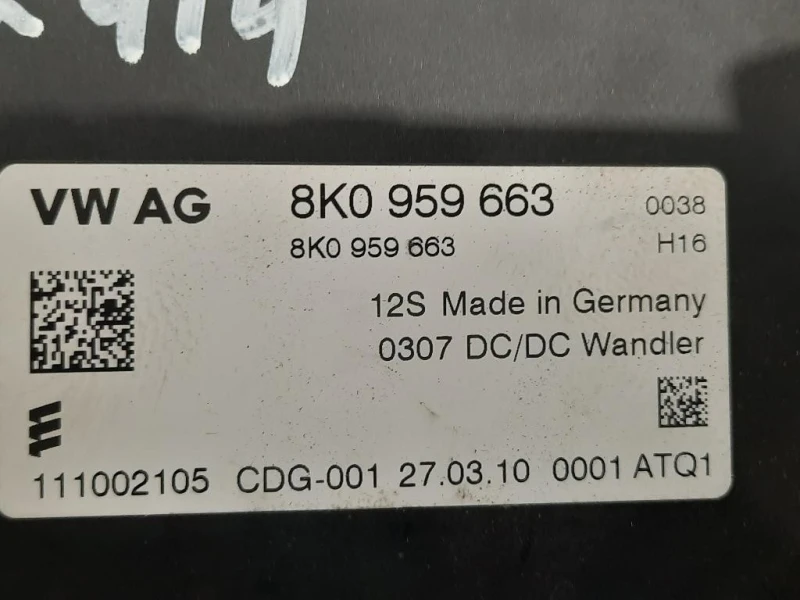 VW AG 8K0 959 663 0038
8K0 959 663 H16
12S Made in Germany
0307 DC/DC Wandler
111002105 CDG-001 27.03.10 0001 ATQ1